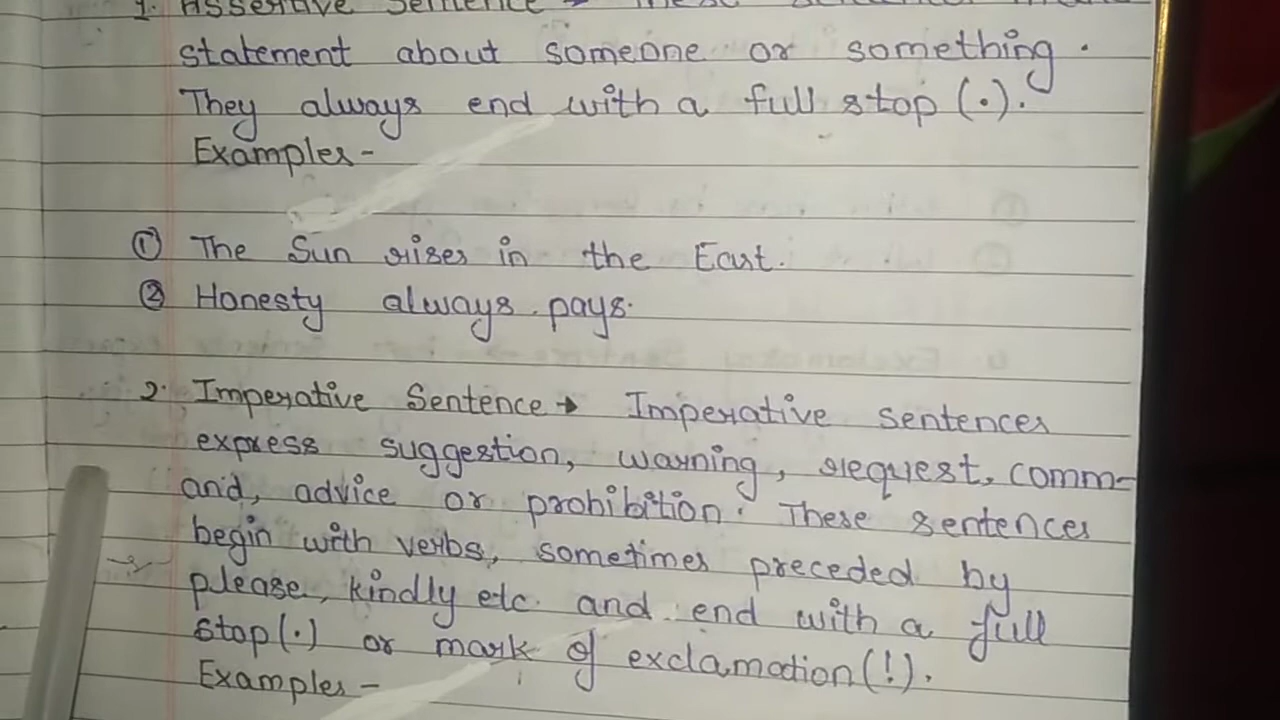 1. Assertive Sentence →
statement about someone or something.
They always end with a full stop (.).
Examples-
① The Sun rises in the East.
② Honesty always pays.
2. Imperative Sentence → Imperative sentences
express suggestion, warning, request, comm-
and, advice or prohibition. These sentences
begin with verbs, sometimes preceded by
please, kindly etc. and end with a full
stop(.) or mark of exclamation(!).
Examples-